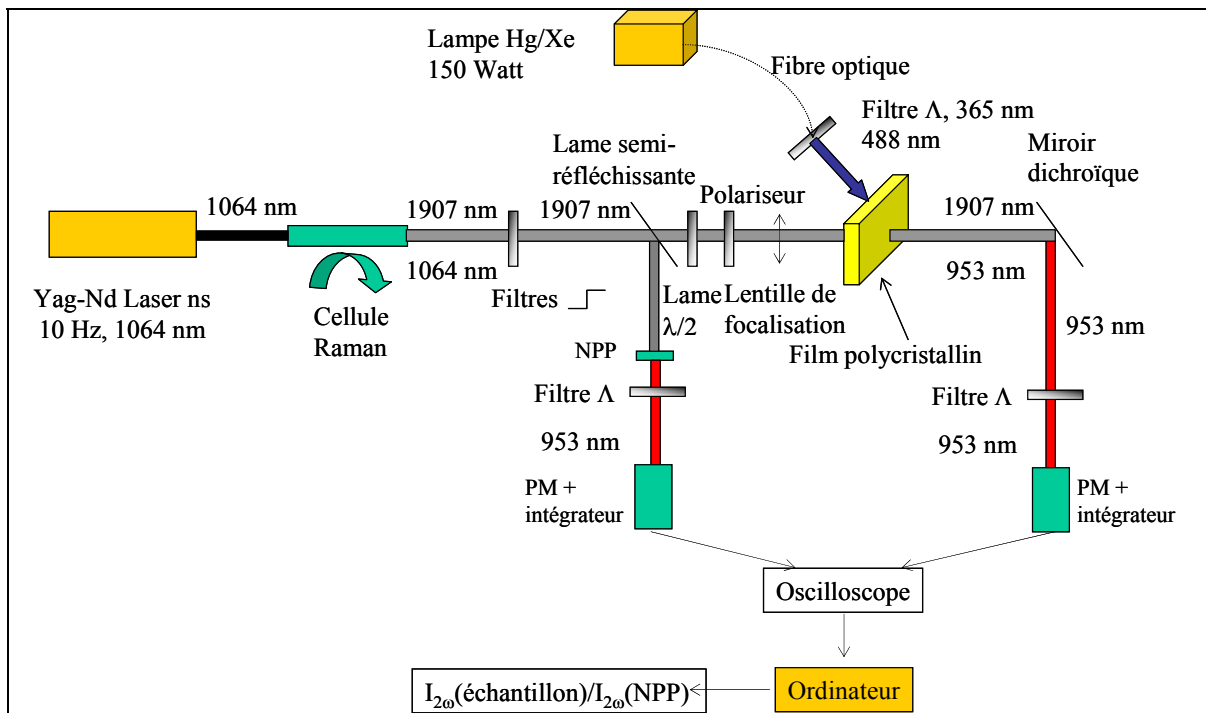 Lampe Hg/Xe
150 Watt
Fibre optique
Filtre Λ, 365 nm
488 nm
Miroir
dichroïque
Lame semi-
réfléchissante
Polariseur
1064 nm
1907 nm
1907 nm
1907 nm
1064 nm
953 nm
Yag-Nd Laser ns
10 Hz, 1064 nm
Cellule
Raman
Filtres
Lame
λ/2
Lentille de
focalisation
Film polycristallin
953 nm
NPP
Filtre Λ
Filtre Λ
953 nm
953 nm
PM +
intégrateur
PM +
intégrateur
Oscilloscope
Ordinateur
I2ω(échantillon)/I2ω(NPP)